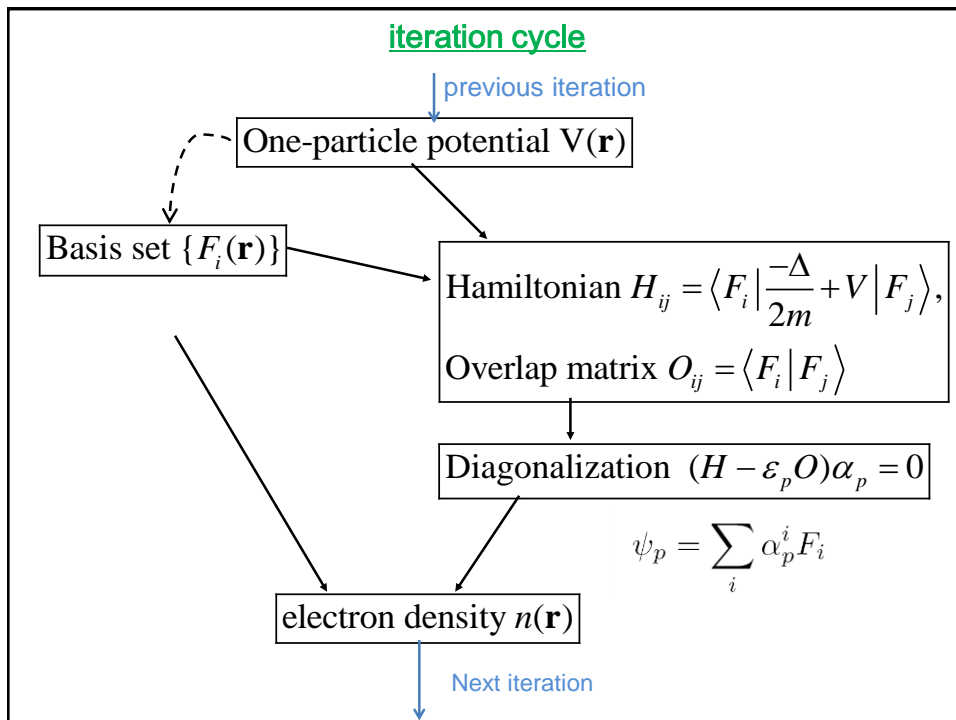 iteration cycle
previous iteration
One-particle potential V(r)
Basis set {F_i(r)}
Hamiltonian H_ij = ⟨F_i| −Δ/2m + V |F_j⟩,
Overlap matrix O_ij = ⟨F_i|F_j⟩
Diagonalization (H − ε_p O)α_p = 0
ψ_p = ∑_i α_p^i F_i
electron density n(r)
Next iteration